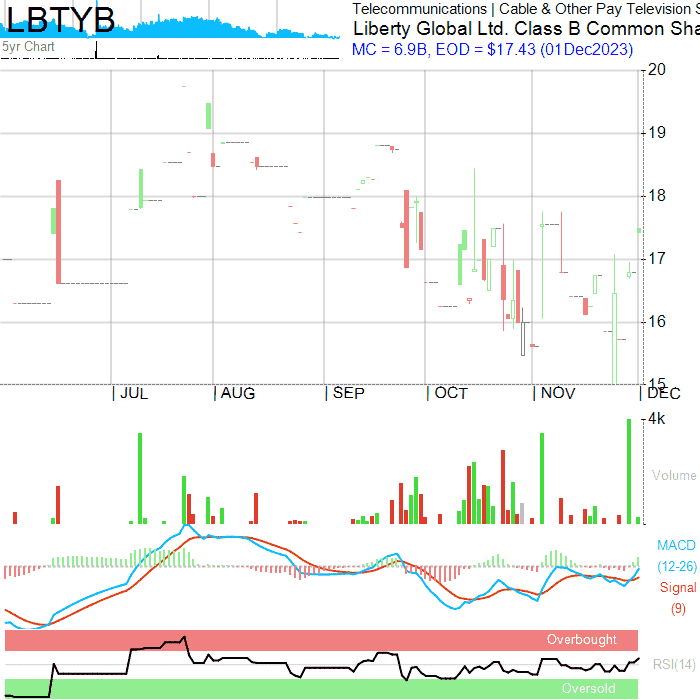 LBTYB
5yr Chart
Telecommunications | Cable & Other Pay Television S
Liberty Global Ltd. Class B Common Sha
MC = 6.9B, EOD = $17.43 (01Dec2023)
20
19
18
17
16
15
| JUL | AUG | SEP | OCT | NOV | DEC
4k
Volume
MACD
(12-26)
Signal
(9)
Overbought
RSI(14)
Oversold